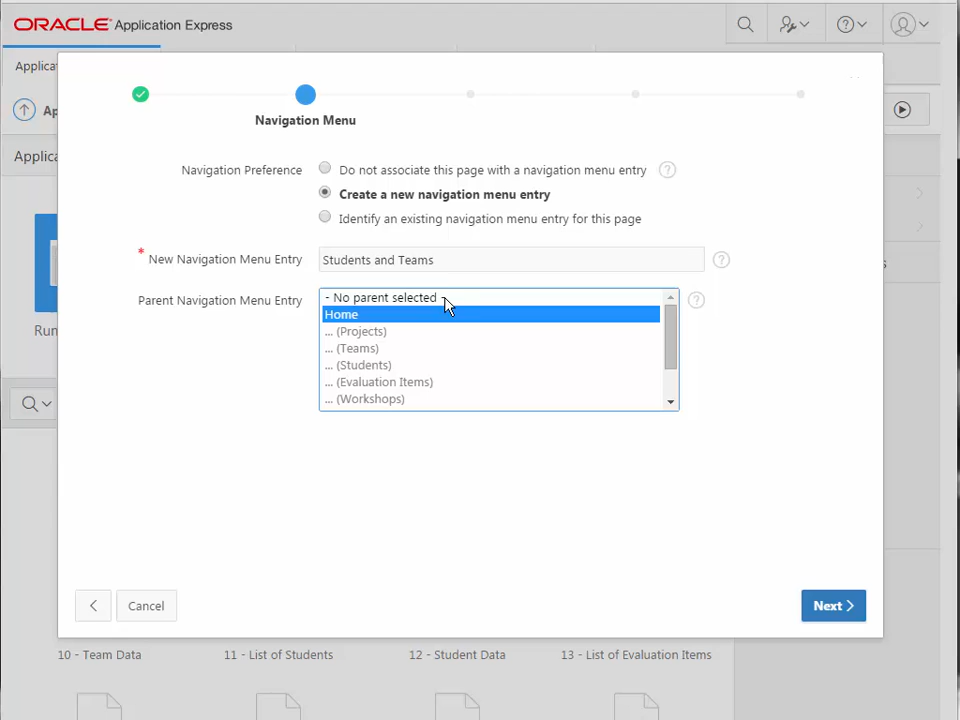 ORACLE Application Express
Applica
Ap
Applica
Navigation Menu
Navigation Preference
Do not associate this page with a navigation menu entry
Create a new navigation menu entry
Identify an existing navigation menu entry for this page
* New Navigation Menu Entry
Students and Teams
Parent Navigation Menu Entry
- No parent selected -
Home
... (Projects)
... (Teams)
... (Students)
... (Evaluation Items)
... (Workshops)
Run
s
Cancel
Next
10 - Team Data
11 - List of Students
12 - Student Data
13 - List of Evaluation Items